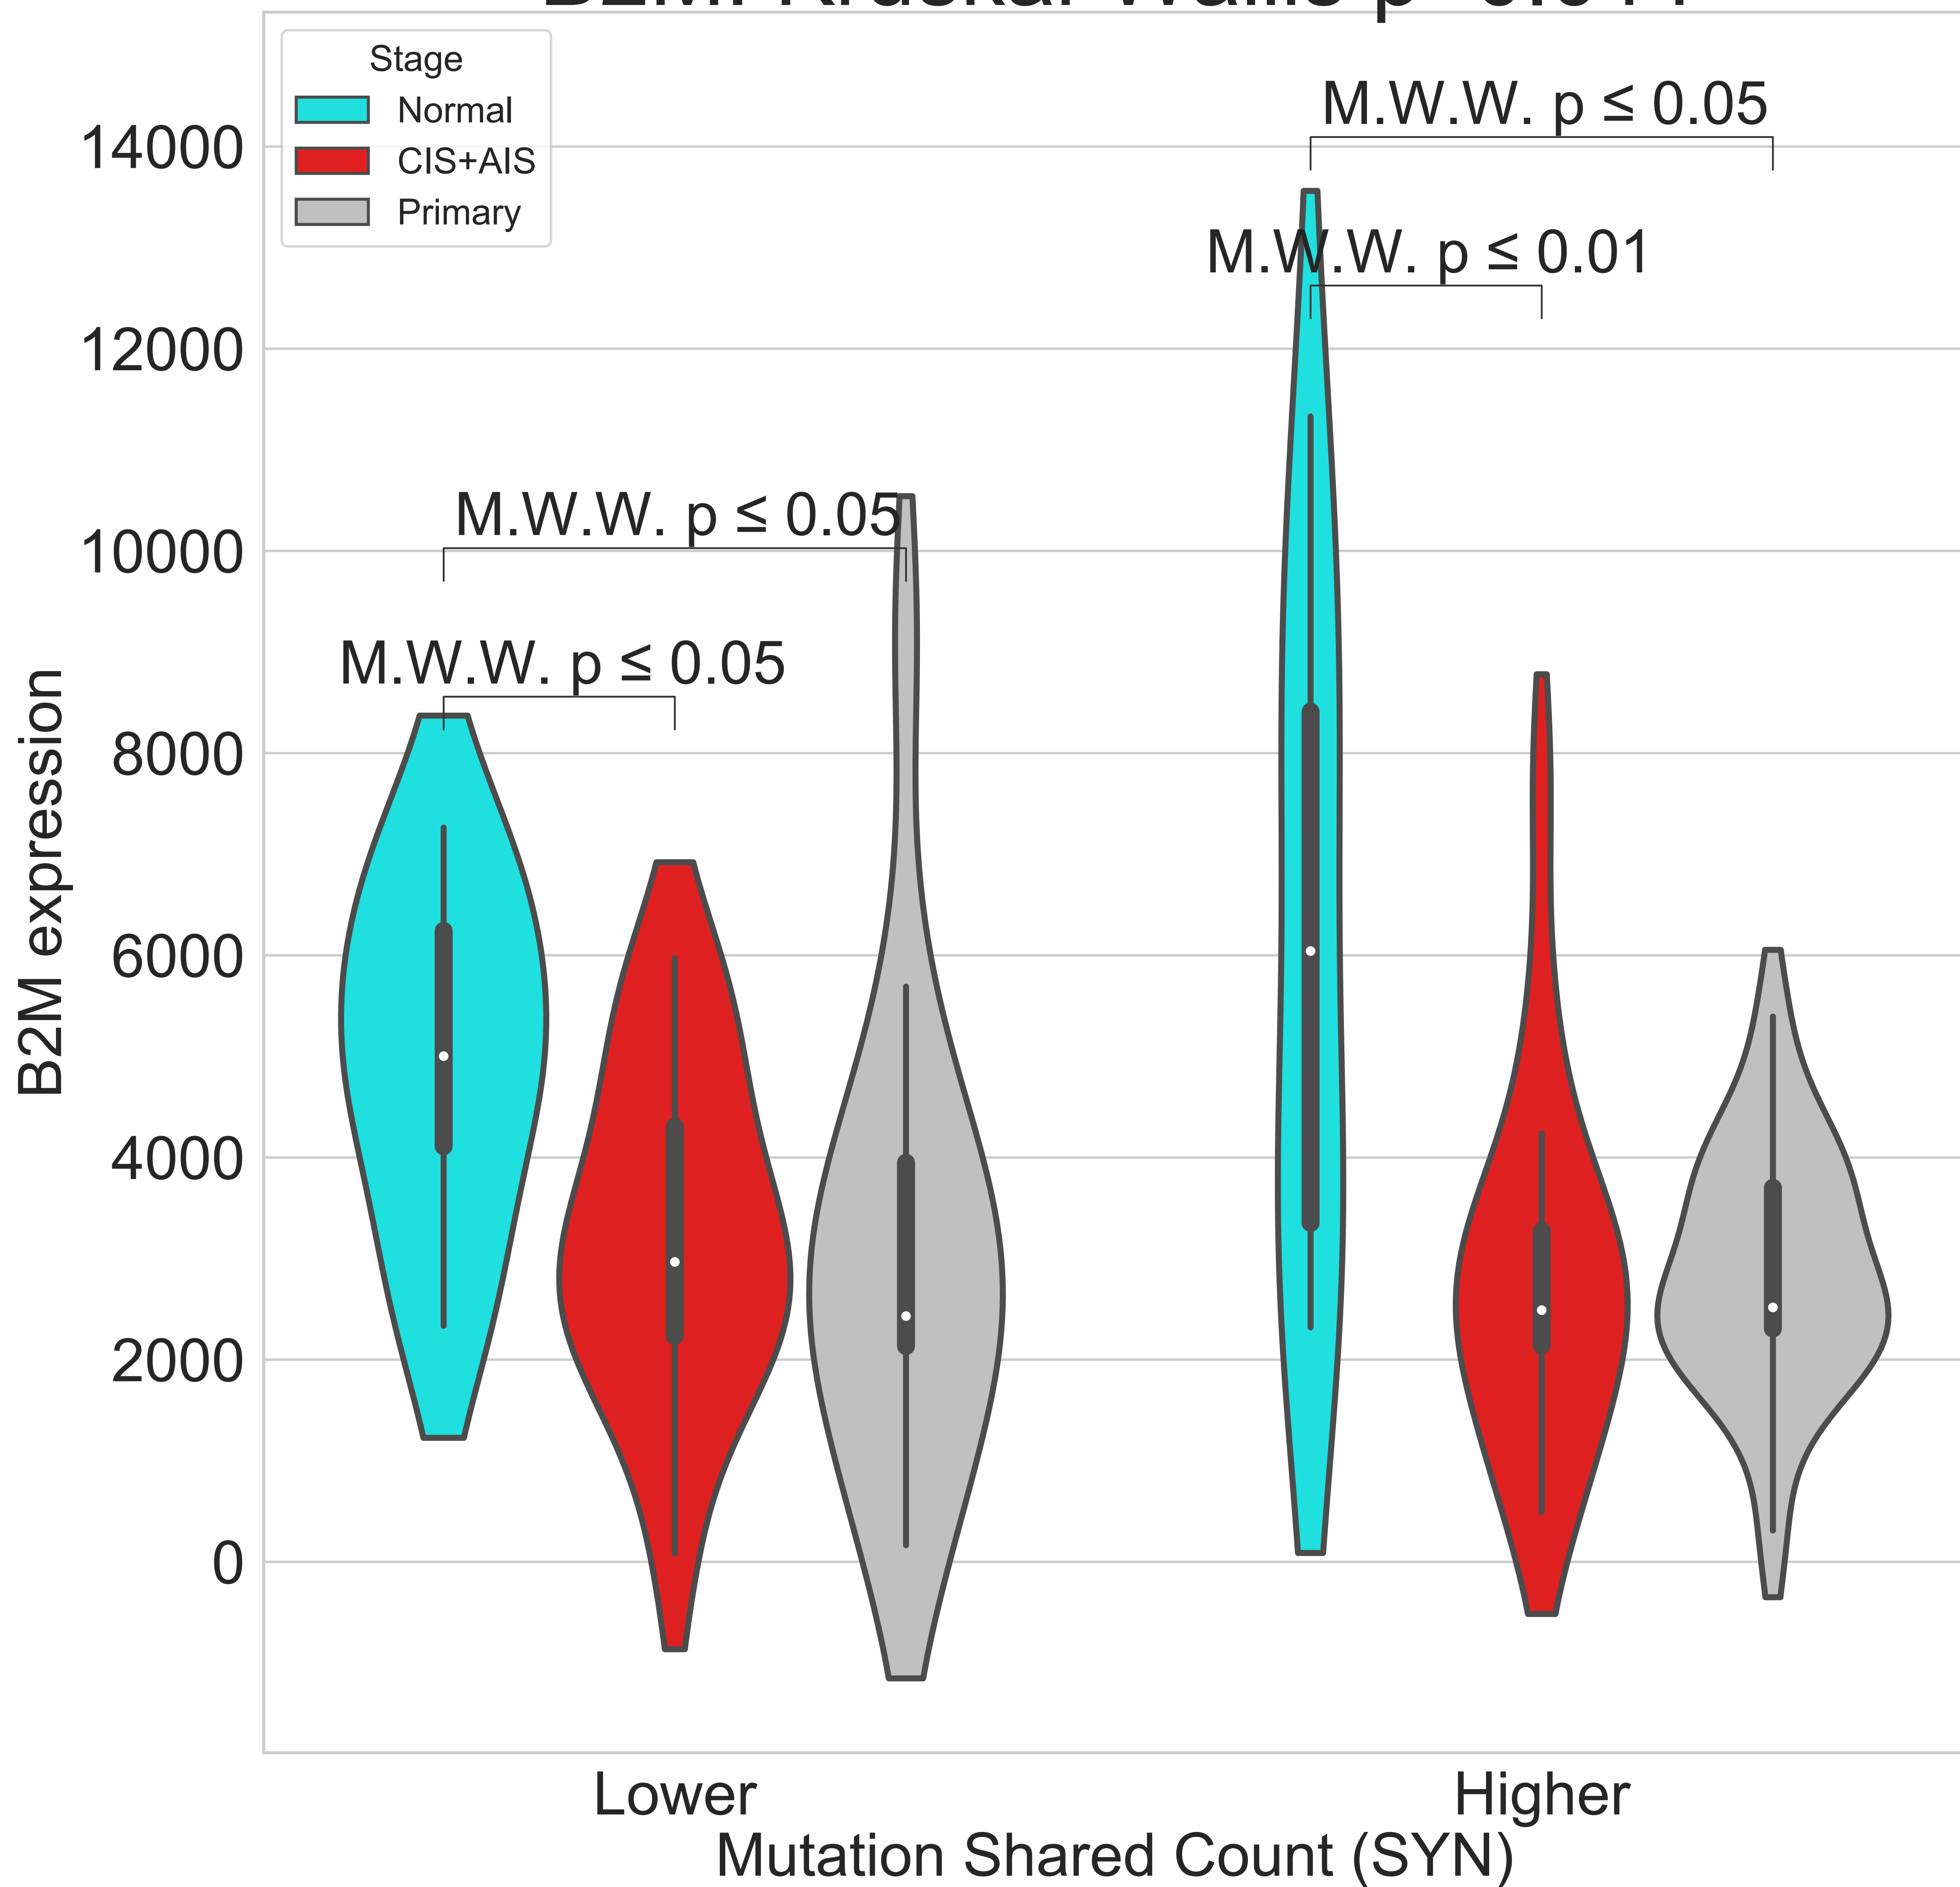 Stage
Normal
CIS+AIS
Primary
M.W.W. p ≤ 0.05
M.W.W. p ≤ 0.01
M.W.W. p ≤ 0.05
M.W.W. p ≤ 0.05
14000
12000
10000
8000
6000
4000
2000
0
B2M expression
Lower
Higher
Mutation Shared Count (SYN)